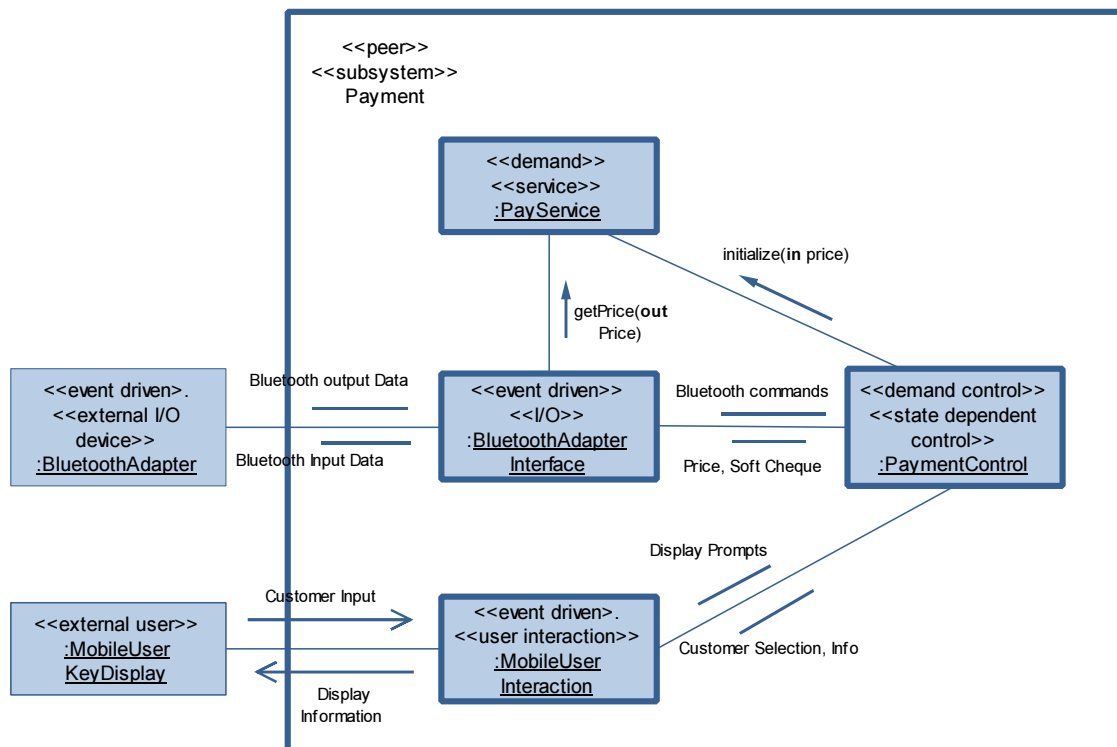 <<peer>>
<<subsystem>>
Payment
<<demand>>
<<service>>
:PayService
initialize(in price)
getPrice(out
Price)
<<event driven>.
<<external I/O
device>>
:BluetoothAdapter
Bluetooth output Data
Bluetooth Input Data
<<event driven>>
<<I/O>>
:BluetoothAdapter
Interface
Bluetooth commands
Price, Soft Cheque
<<demand control>>
<<state dependent
control>>
:PaymentControl
Display Prompts
Customer Selection, Info
<<external user>>
:MobileUser
KeyDisplay
Customer Input
Display
Information
<<event driven>.
<<user interaction>>
:MobileUser
Interaction